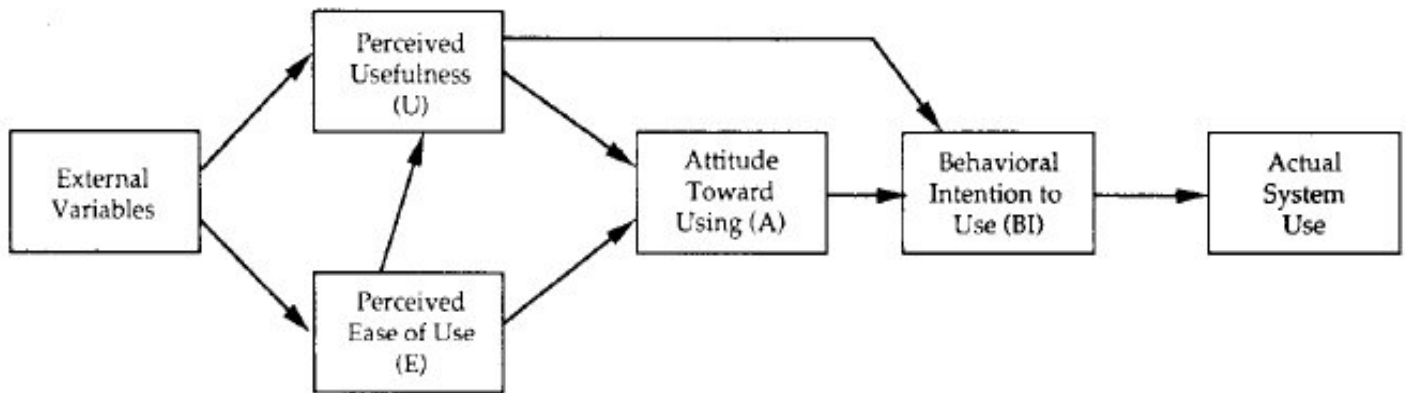 External
Variables
Perceived
Usefulness
(U)
Perceived
Ease of Use
(E)
Attitude
Toward
Using (A)
Behavioral
Intention to
Use (BI)
Actual
System
Use